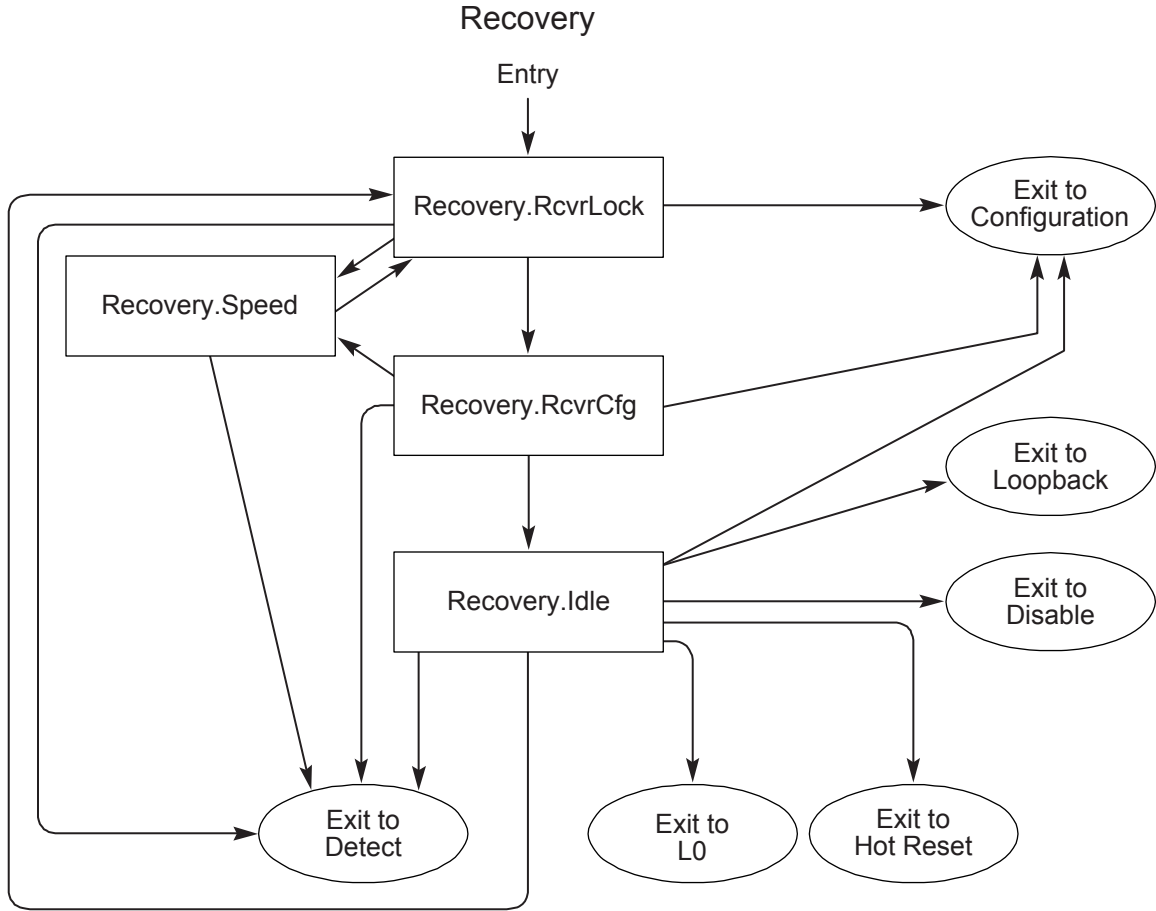 Recovery
Entry
Recovery.RcvrLock
Exit to
Configuration
Recovery.Speed
Recovery.RcvrCfg
Exit to
Loopback
Recovery.Idle
Exit to
Disable
Exit to
Detect
Exit to
L0
Exit to
Hot Reset